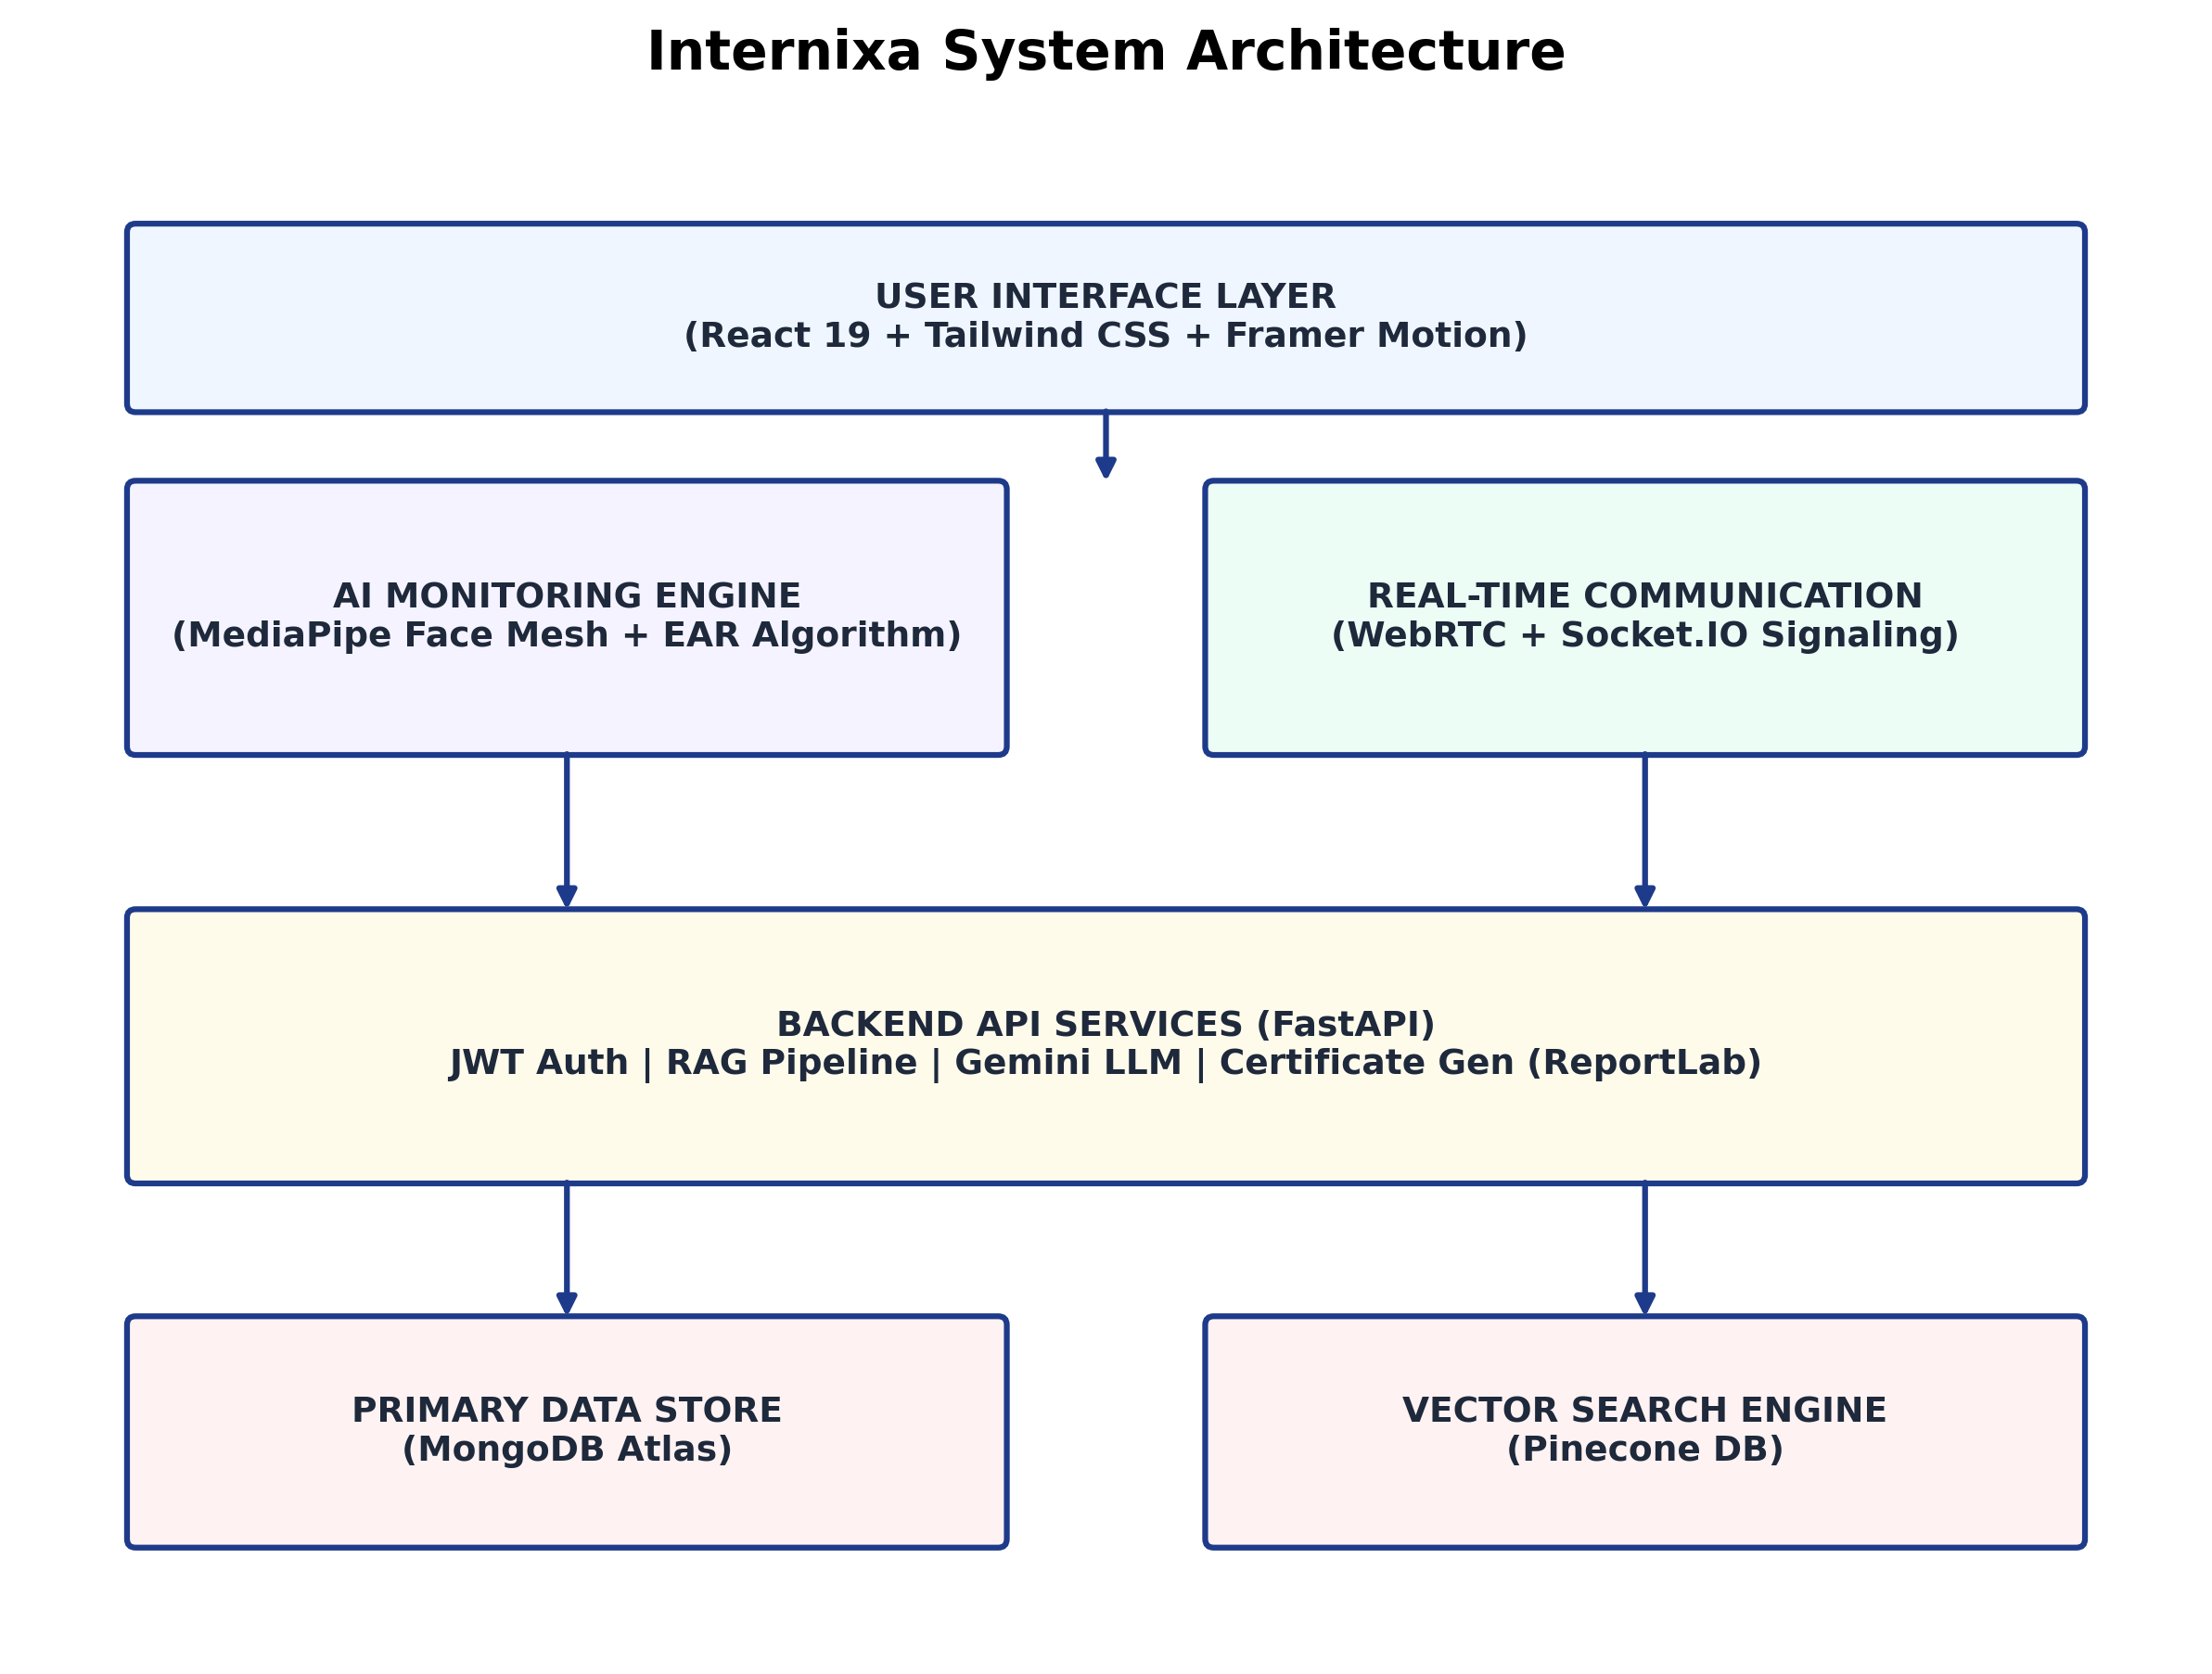 Internixa System Architecture
USER INTERFACE LAYER
(React 19 + Tailwind CSS + Framer Motion)
AI MONITORING ENGINE
(MediaPipe Face Mesh + EAR Algorithm)
REAL-TIME COMMUNICATION
(WebRTC + Socket.IO Signaling)
BACKEND API SERVICES (FastAPI)
JWT Auth | RAG Pipeline | Gemini LLM | Certificate Gen (ReportLab)
PRIMARY DATA STORE
(MongoDB Atlas)
VECTOR SEARCH ENGINE
(Pinecone DB)